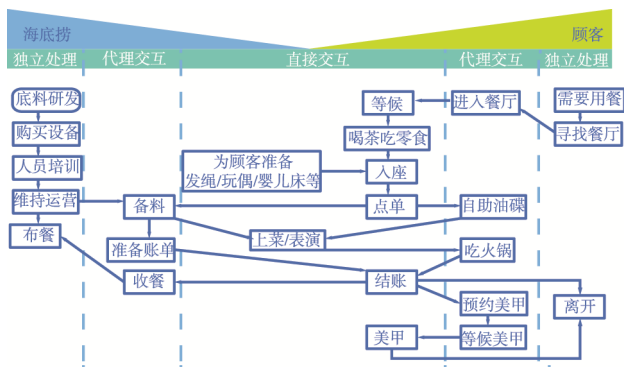 海底捞
顾客
独立处理
代理交互
直接交互
代理交互
独立处理
底料研发
等候
进入餐厅
需要用餐
购买设备
喝茶吃零食
寻找餐厅
人员培训
为顾客准备
发绳/玩偶/婴儿床等
入座
维持运营
备料
点单
自助油碟
布餐
准备账单
上菜/表演
吃火锅
收餐
结账
预约美甲
离开
美甲
等候美甲